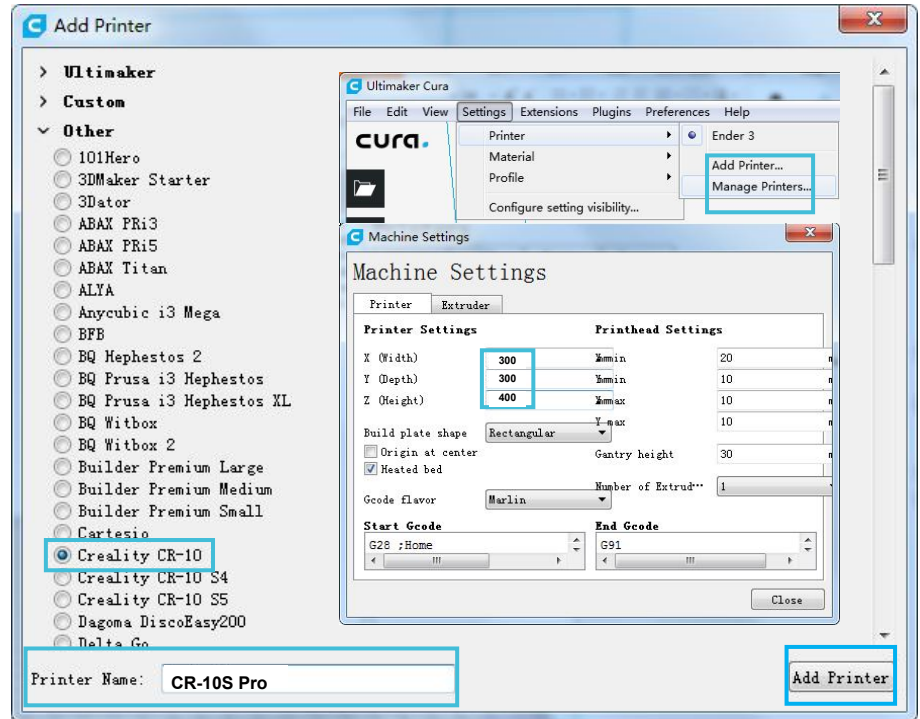 Add Printer
Ultimaker
Custom
Other
101Hero
3DMaker Starter
3Dator
ABAX PRi3
ABAX PRi5
ABAX Titan
ALYA
Anycubic i3 Mega
BFB
BQ Hephestos 2
BQ Prusa i3 Hephestos
BQ Prusa i3 Hephestos XL
BQ Witbox
BQ Witbox 2
Builder Premium Large
Builder Premium Medium
Builder Premium Small
Cartesio
Creality CR-10
Creality CR-10 S4
Creality CR-10 S5
Dagoma DiscoEasy200
Delta Go
Printer Name: CR-10S Pro
Add Printer
Ultimaker Cura
File Edit View Settings Extensions Plugins Preferences Help
cura.
Printer
Material
Profile
Configure setting visibility...
Ender 3
Add Printer...
Manage Printers...
Machine Settings
Machine Settings
Printer Extruder
Printer Settings
X (Width) 300
Y (Depth) 300
Z (Height) 400
Build plate shape Rectangular
Origin at center
Heated bed
Gcode flavor Marlin
Start Gcode
G28 ;Home
Printhead Settings
20
10
10
Y max 10
Gantry height 30
Number of Extrud… 1
End Gcode
G91
Close